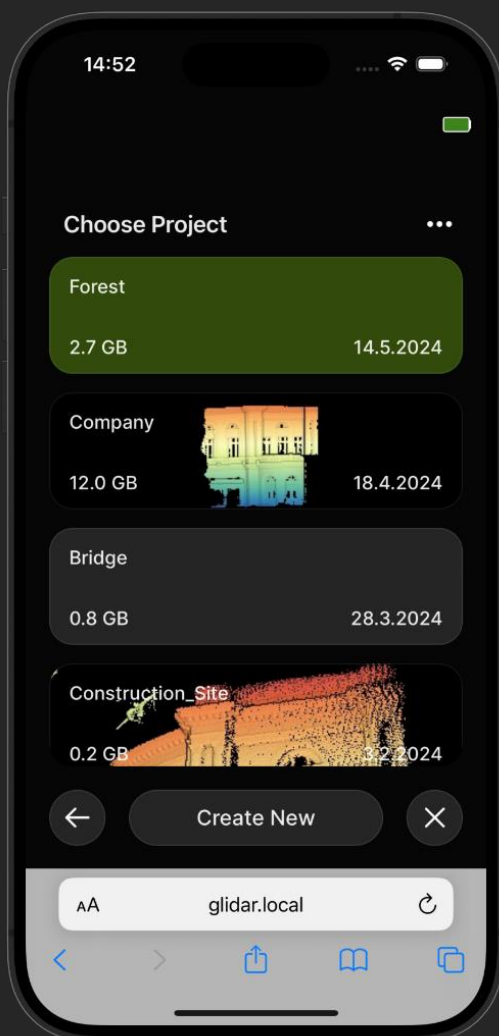 14:52
Choose Project
Forest
2.7 GB 14.5.2024
Company
12.0 GB 18.4.2024
Bridge
0.8 GB 28.3.2024
Construction_Site
0.2 GB 3.2.2024
Create New
AA glidar.local